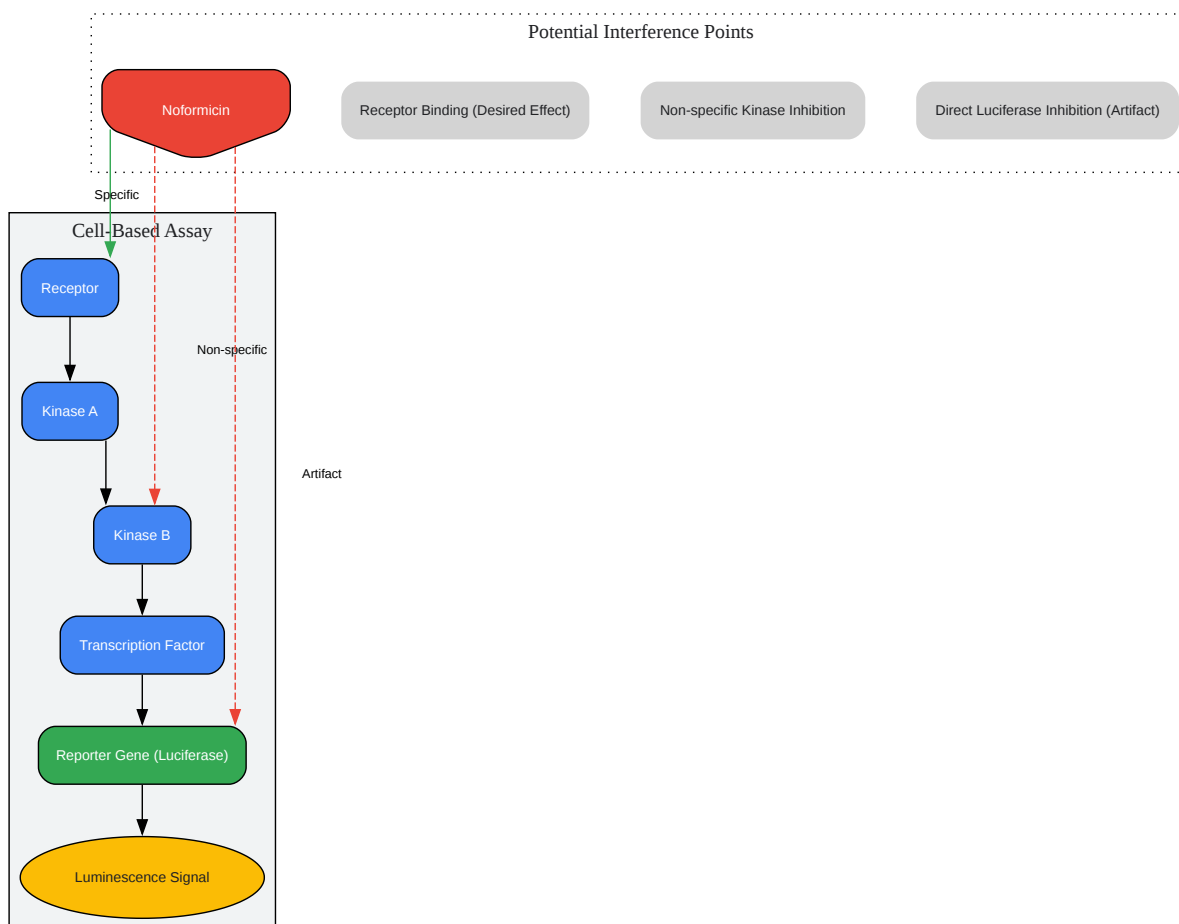 Potential Interference Points
Noformicin
Receptor Binding (Desired Effect)
Non-specific Kinase Inhibition
Direct Luciferase Inhibition (Artifact)
Specific
Cell-Based Assay
Receptor
Non-specific
Kinase A
Artifact
Kinase B
Transcription Factor
Reporter Gene (Luciferase)
Luminescence Signal